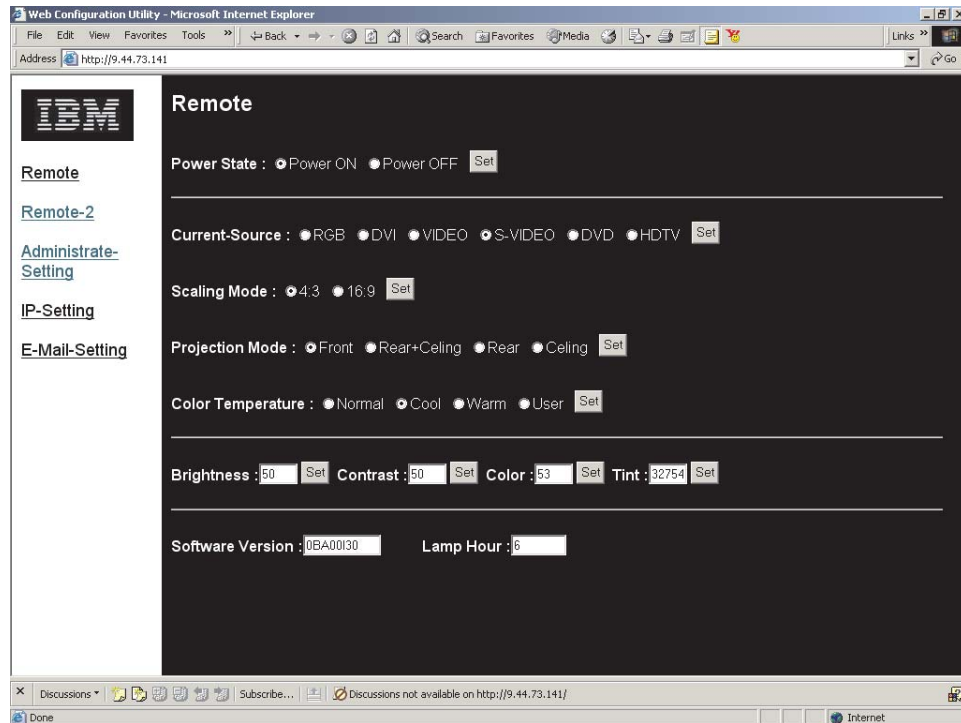 Web Configuration Utility - Microsoft Internet Explorer
File Edit View Favorites Tools » Back Search Favorites Media Links »
Address http://9.44.73.141 Go
IBM
Remote
Remote-2
Administrate-
Setting
IP-Setting
E-Mail-Setting
Remote
Power State : Power ON Power OFF Set
Current-Source : RGB DVI VIDEO S-VIDEO DVD HDTV Set
Scaling Mode : 4:3 16:9 Set
Projection Mode : Front Rear+Celing Rear Celing Set
Color Temperature : Normal Cool Warm User Set
Brightness : 50 Set Contrast : 50 Set Color : 53 Set Tint : 32754 Set
Software Version : 0BA00I30 Lamp Hour : 6
Discussions Subscribe... Discussions not available on http://9.44.73.141/
Done Internet